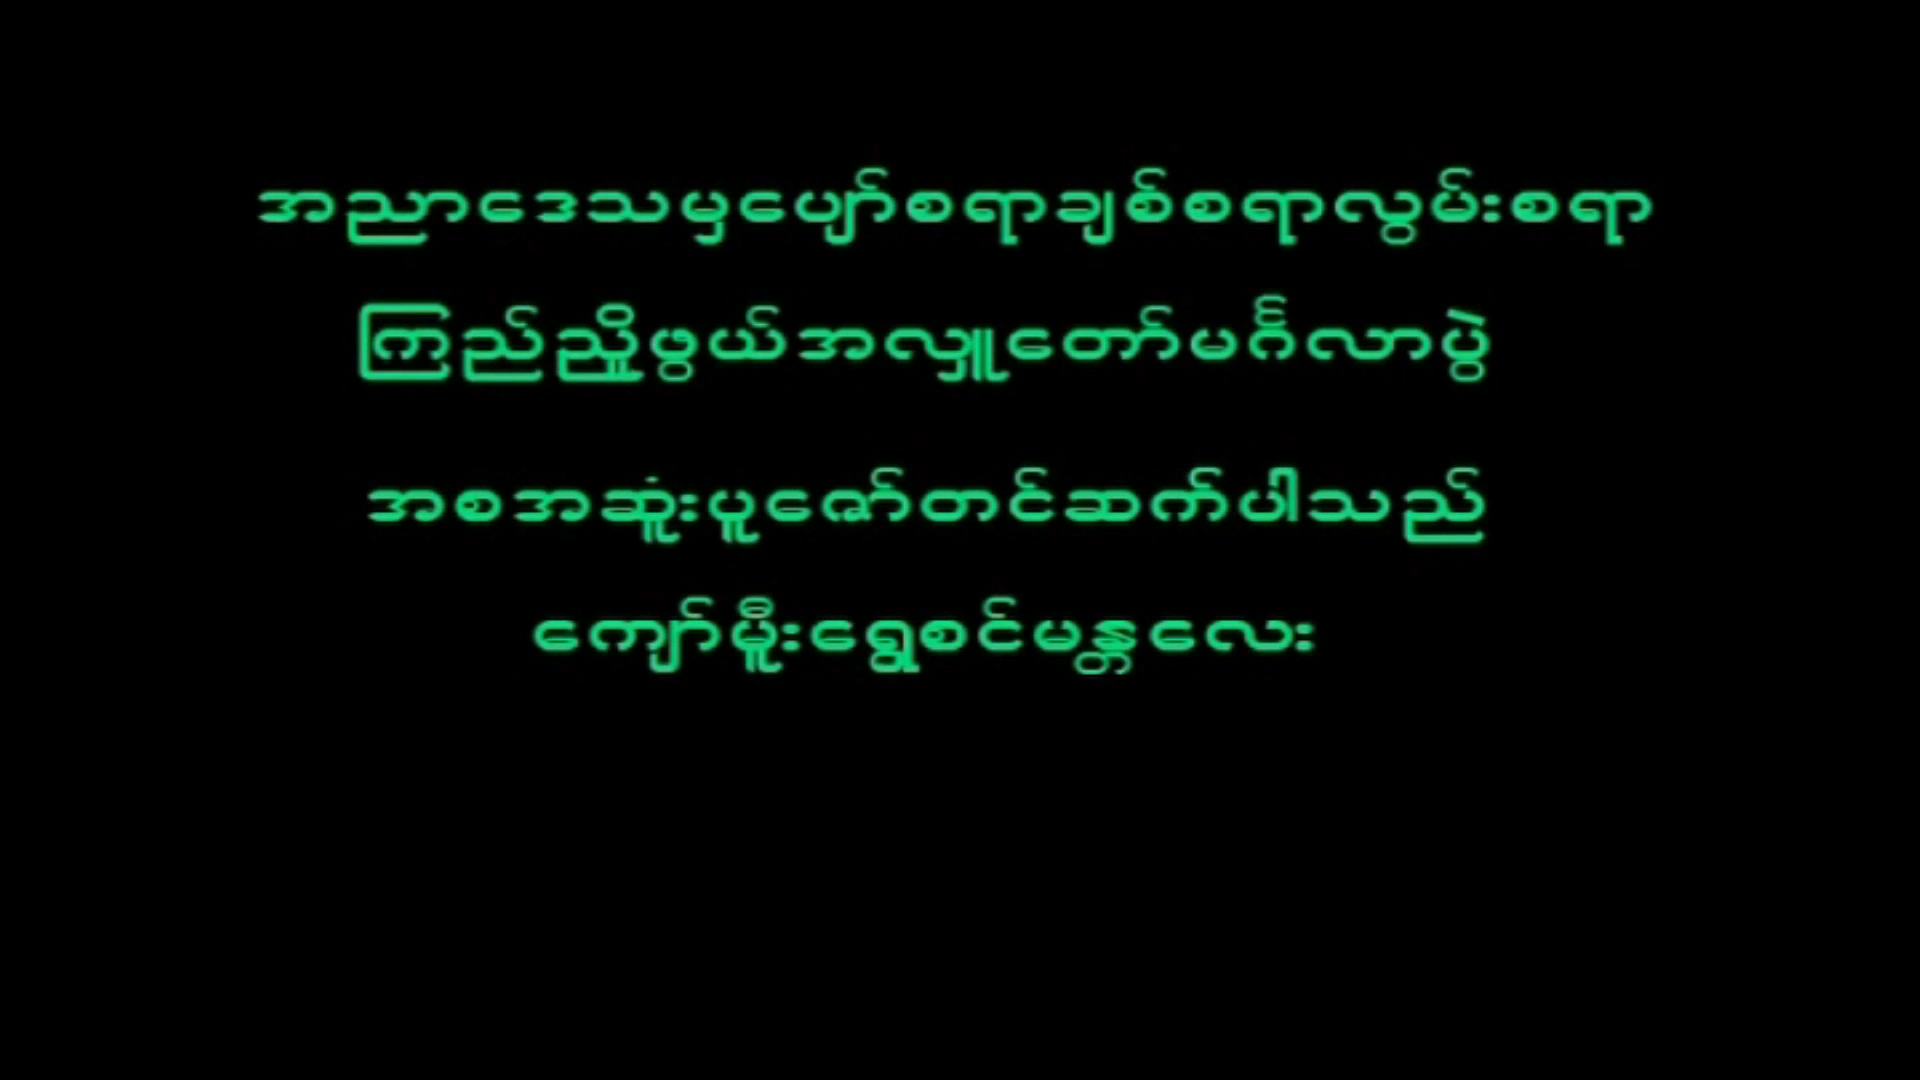 အညာဒေသမှပျော်စရာချစ်စရာလွမ်းစရာ
ကြည်ညှို့ဖွယ်အလှူတော်မင်္ဂလာပွဲ
အစအဆူံးပူဇော်တင်ဆက်ပါသည်
ကျော်မှီုးရွှေစင်မန္တလေး